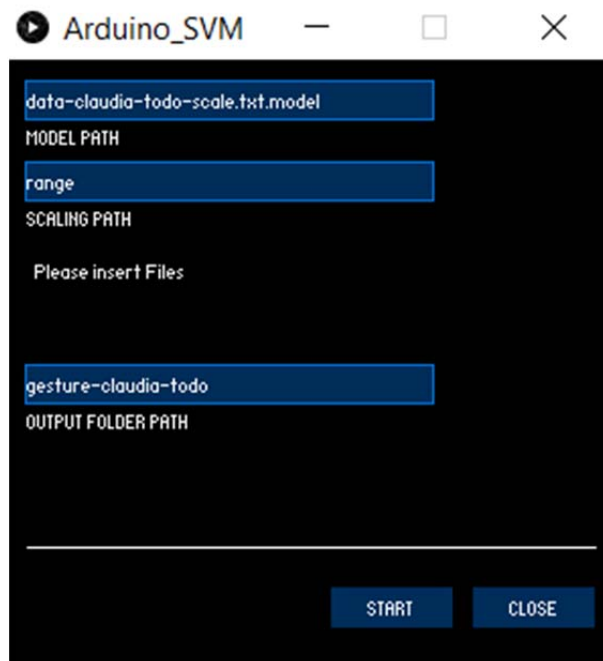 Arduino_SVM
data-claudia-todo-scale.txt.model
MODEL PATH
range
SCALING PATH
Please insert Files
gesture-claudia-todo
OUTPUT FOLDER PATH
START CLOSE